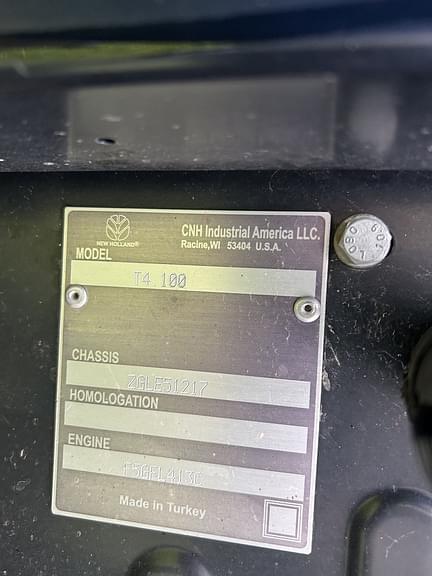 NEW HOLLAND®
CNH Industrial America LLC.
Racine, WI 53404 U.S.A.
MODEL
T4.100
CHASSIS
ZGLE51217
HOMOLOGATION
ENGINE
Made in Turkey